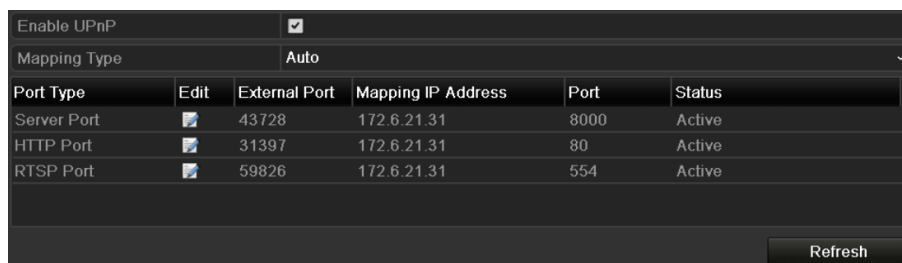 Enable UPnP
Mapping Type Auto
Port Type Edit External Port Mapping IP Address Port Status
Server Port 43728 172.6.21.31 8000 Active
HTTP Port 31397 172.6.21.31 80 Active
RTSP Port 59826 172.6.21.31 554 Active
Refresh